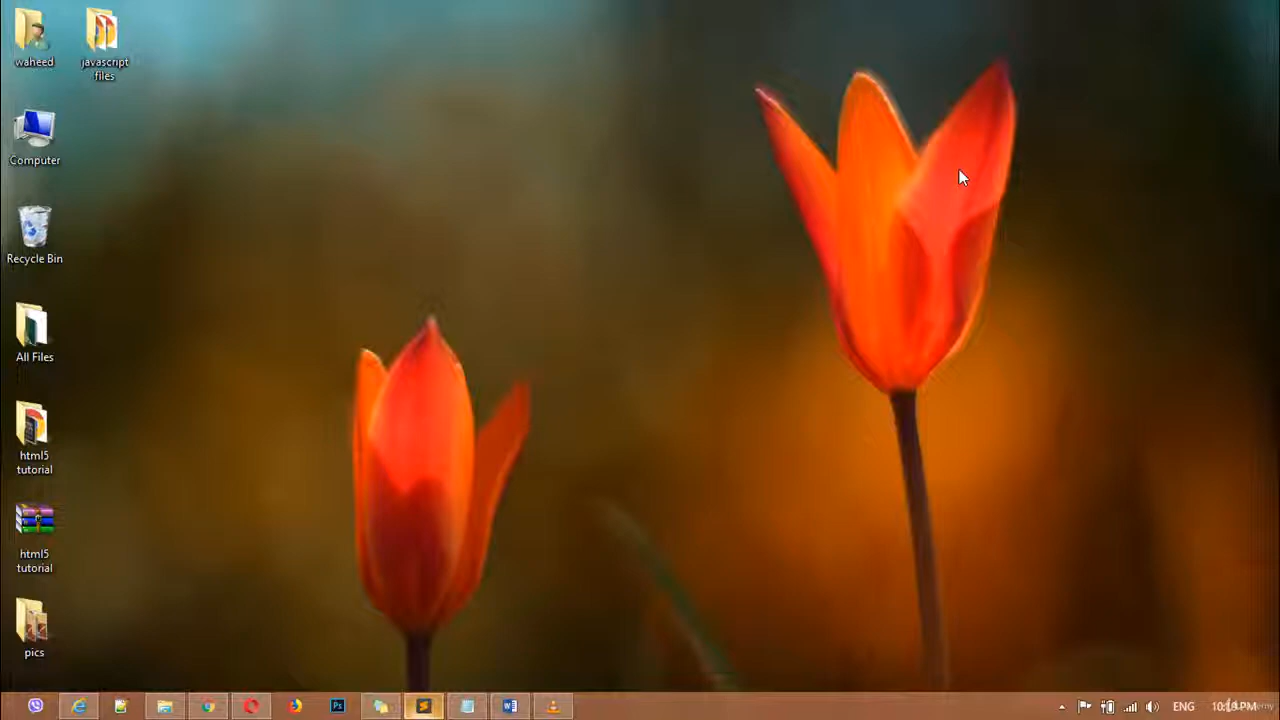 waheed
javascript
files
Computer
Recycle Bin
All Files
html5
tutorial
html5
tutorial
pics
ENG